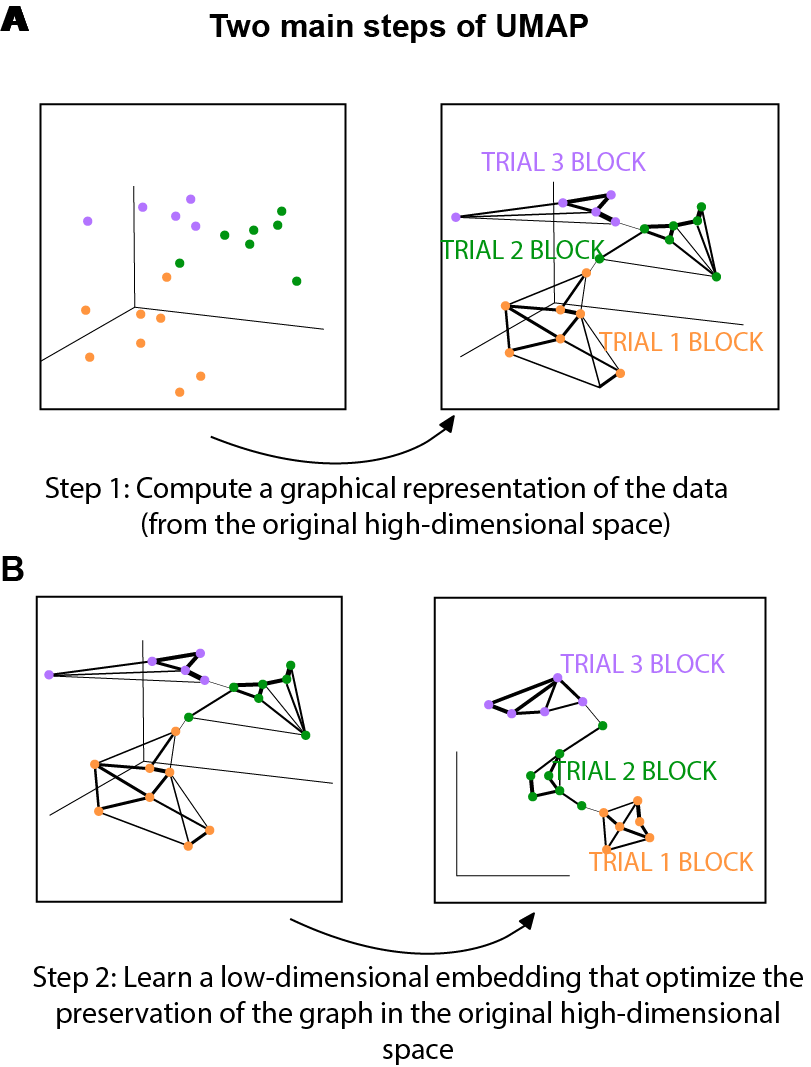 A
Two main steps of UMAP
TRIAL 3 BLOCK
TRIAL 2 BLOCK
TRIAL 1 BLOCK
Step 1: Compute a graphical representation of the data
(from the original high-dimensional space)
B
TRIAL 3 BLOCK
TRIAL 2 BLOCK
TRIAL 1 BLOCK
Step 2: Learn a low-dimensional embedding that optimize the
preservation of the graph in the original high-dimensional
space